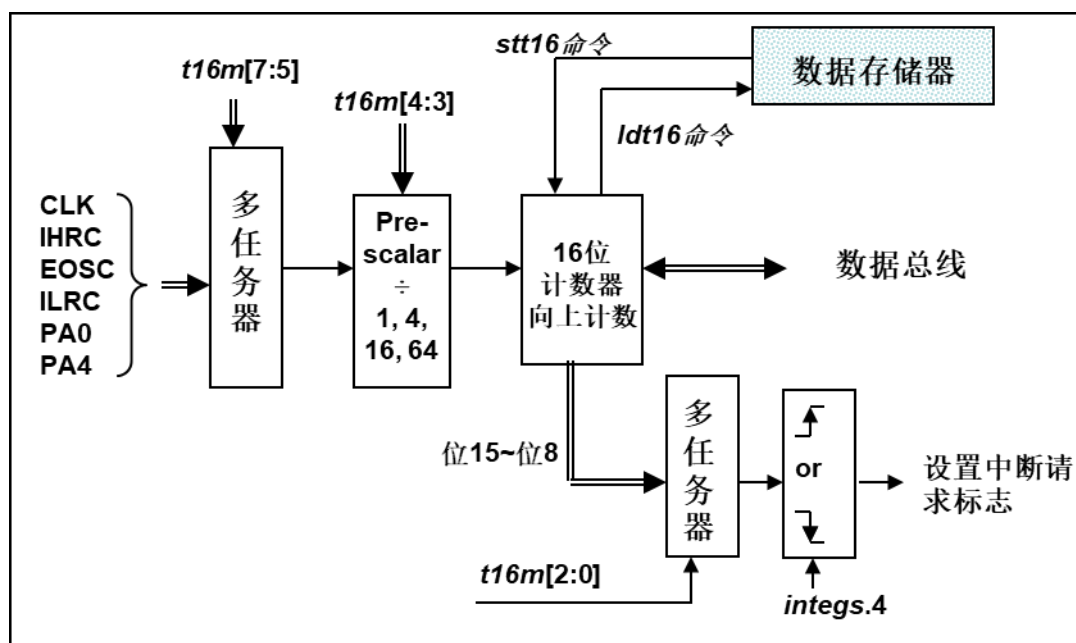 stt16命令
数据存储器
t16m[7:5]
t16m[4:3]
ldt16命令
CLK
IHRC
EOSC
ILRC
PA0
PA4
多
任
务
器
Pre-
scalar
÷
1, 4,
16, 64
16位
计数器
向上计数
数据总线
位15~位8
多
任
务
器
or
设置中断请
求标志
t16m[2:0]
integs.4